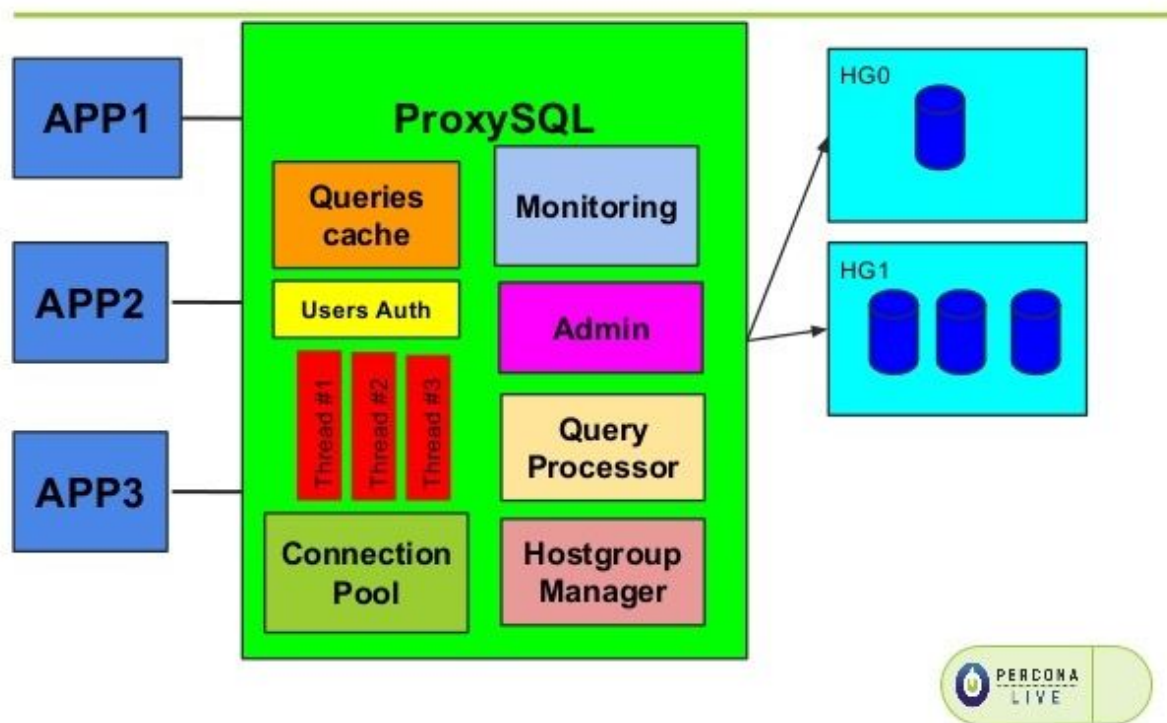 APP1
APP2
APP3
ProxySQL
Queries
cache
Users Auth
Thread #1
Thread #2
Thread #3
Connection
Pool
Monitoring
Admin
Query
Processor
Hostgroup
Manager
HG0
HG1
PERCONA
LIVE